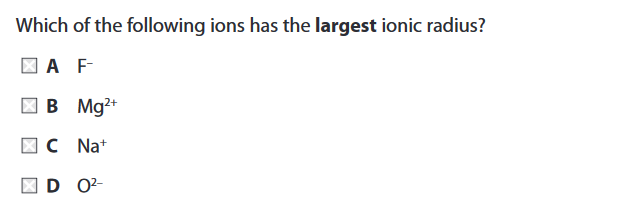 Which of the following ions has the largest ionic radius?
A F⁻
B Mg²⁺
C Na⁺
D O²⁻